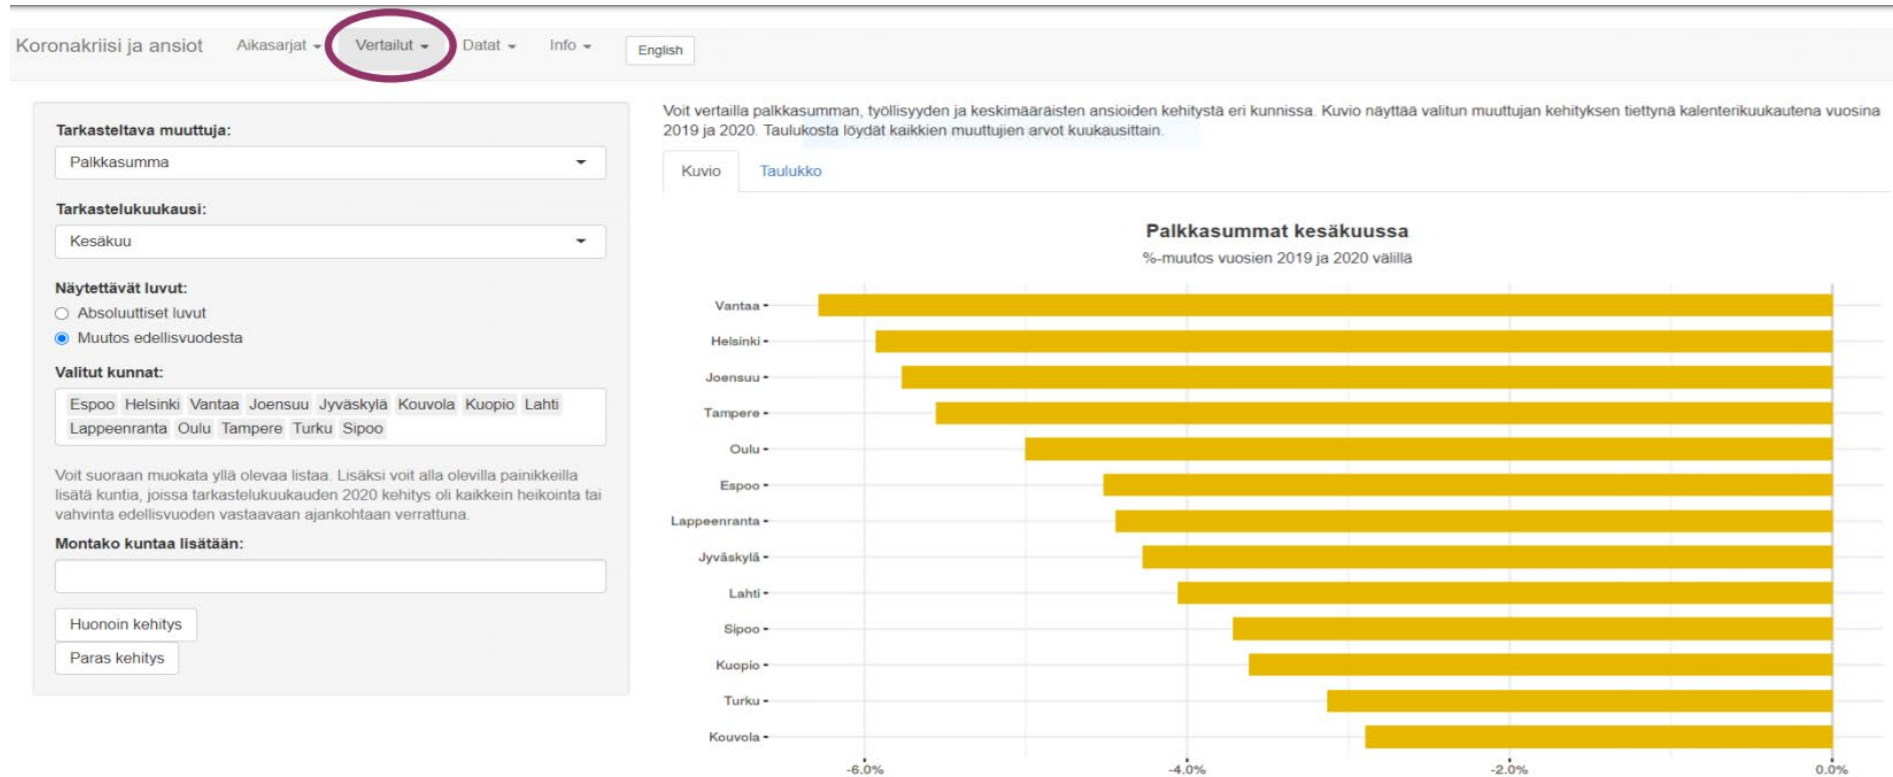 Koronakriisi ja ansiot Aikasarjat Vertailut Datat Info English
Tarkasteltava muuttuja:
Palkkasumma
Tarkastelukuukausi:
Kesäkuu
Näytettävät luvut:
Absoluuttiset luvut
Muutos edellisvuodesta
Valitut kunnat:
Espoo Helsinki Vantaa Joensuu Jyväskylä Kouvola Kuopio Lahti
Lappeenranta Oulu Tampere Turku Sipoo
Voit suoraan muokata yllä olevaa listaa. Lisäksi voit alla olevilla painikkeilla
lisätä kuntia, joissa tarkastelukuukauden 2020 kehitys oli kaikkein heikointa tai
vahvinta edellisvuoden vastaavaan ajankohtaan verrattuna.
Montako kuntaa lisätään:
Huonoin kehitys
Paras kehitys
Voit vertailla palkkasumman, työllisyyden ja keskimääräisten ansioiden kehitystä eri kunnissa. Kuvio näyttää valitun muuttujan kehityksen tiettynä kalenterikuukautena vuosina
2019 ja 2020. Taulukosta löydät kaikkien muuttujien arvot kuukausittain.
Kuvio Taulukko
Palkkasummat kesäkuussa
%-muutos vuosien 2019 ja 2020 välillä
Vantaa
Helsinki
Joensuu
Tampere
Oulu
Espoo
Lappeenranta
Jyväskylä
Lahti
Sipoo
Kuopio
Turku
Kouvola
-6.0% -4.0% -2.0% 0.0%